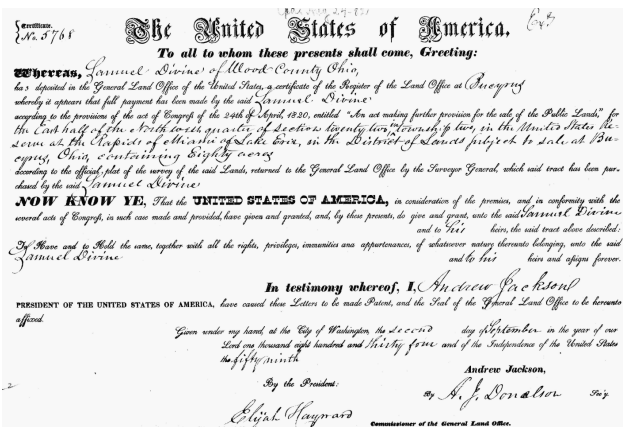 Certificate. No. 5768
The United States of America.
To all to whom these presents shall come, Greeting:
Whereas, Samuel Divine of Wood County Ohio,
has deposited in the General Land Office of the United States, a certificate of the Register of the Land Office at Bucyrus
whereby it appears that full payment has been made by the said Samuel Divine
according to the provisions of the act of Congress of the 24th of April, 1820, entitled "An act making further provision for the sale of the Public Lands," for
the East half of the North West quarter of section twenty two, in township two, in the United States Re-
serve at the Rapids of Miami of Lake Erie, in the District of Lands subject to sale at Bu-
cyrus, Ohio, containing Eighty acres
according to the official plat of the survey of the said Lands, returned to the General Land Office by the Surveyor General, which said tract has been pur-
chased by the said Samuel Divine
NOW KNOW YE, That the UNITED STATES OF AMERICA, in consideration of the premises, and in conformity with the
several acts of Congress, in such case made and provided, have given and granted, and, by these presents, do give and grant, unto the said Samuel Divine
and to his heirs, the said tract above described:
To Have and to Hold the same, together with all the rights, privileges, immunities and appurtenances, of whatsoever nature thereunto belonging, unto the said
Samuel Divine and to his heirs and assigns forever.
In testimony whereof, I, Andrew Jackson
PRESIDENT OF THE UNITED STATES OF AMERICA, have caused these Letters to be made Patent, and the Seal of the General Land Office to be hereunto
affixed.
Given under my hand, at the City of Washington, the second day of September in the year of our
Lord one thousand eight hundred and thirty four and of the Independence of the United States
the fifty ninth
Andrew Jackson,
By the President:
By A. J. Donelson Sec'y.
Elijah Hayward
Commissioner of the General Land Office.